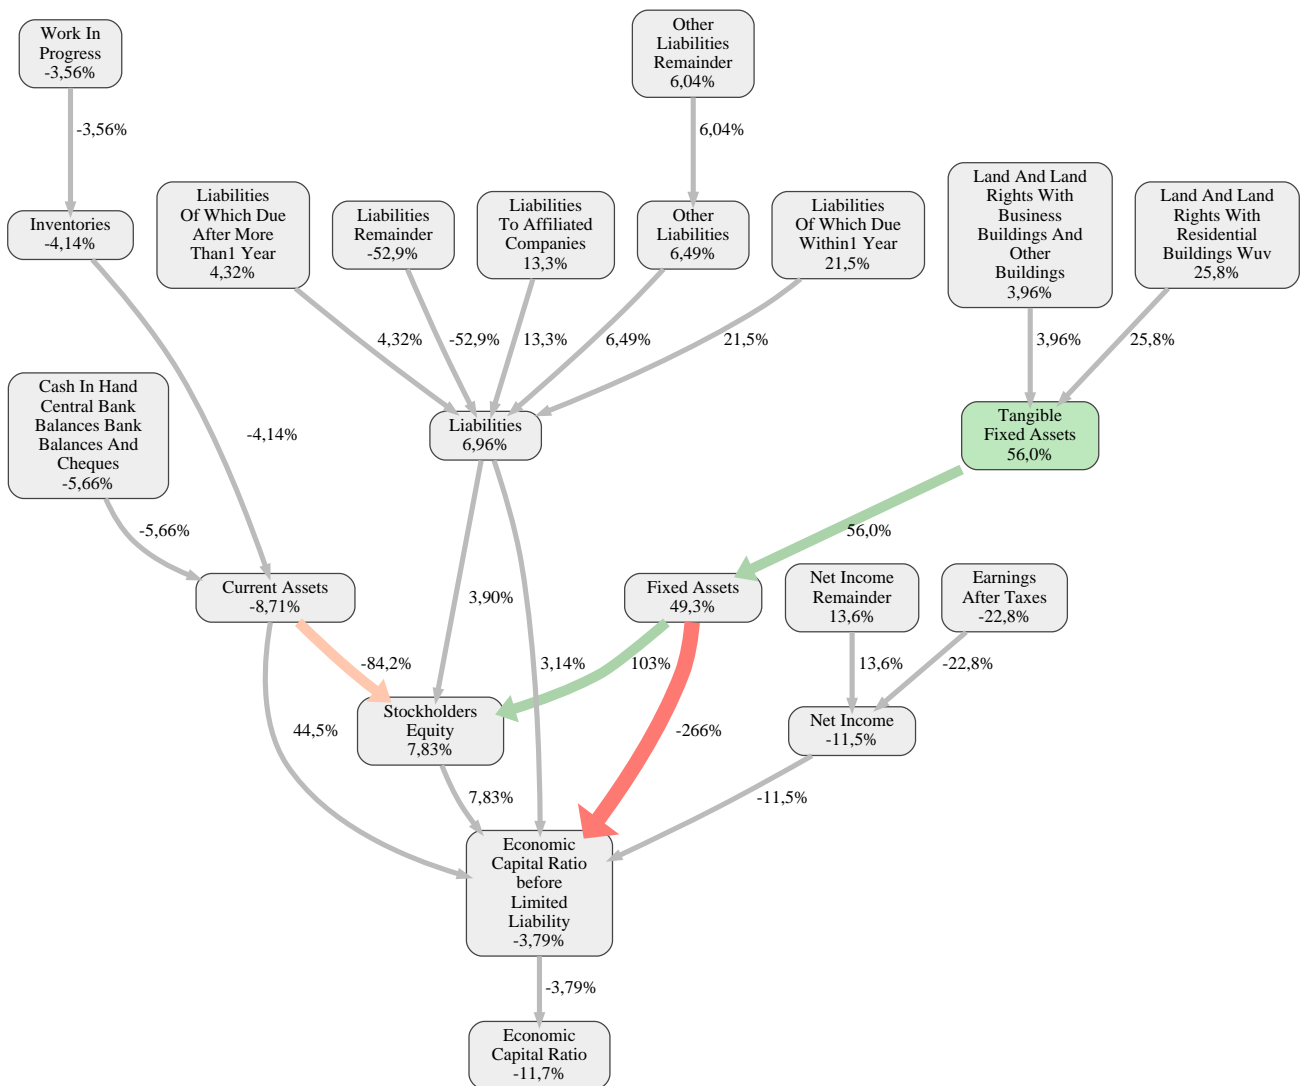 Work In
Progress
-3,56%
Other
Liabilities
Remainder
6,04%
-3,56%
6,04%
Inventories
-4,14%
Liabilities
Of Which Due
After More
Than1 Year
4,32%
Liabilities
Remainder
-52,9%
Liabilities
To Affiliated
Companies
13,3%
Other
Liabilities
6,49%
Liabilities
Of Which Due
Within1 Year
21,5%
Land And Land
Rights With
Business
Buildings And
Other
Buildings
3,96%
Land And Land
Rights With
Residential
Buildings Wuv
25,8%
4,32%
-52,9%
13,3%
6,49%
21,5%
3,96%
25,8%
Cash In Hand
Central Bank
Balances Bank
Balances And
Cheques
-5,66%
-4,14%
Liabilities
6,96%
Tangible
Fixed Assets
56,0%
-5,66%
56,0%
Current Assets
-8,71%
3,90%
Fixed Assets
49,3%
Net Income
Remainder
13,6%
Earnings
After Taxes
-22,8%
-84,2%
3,14%
103%
13,6%
-22,8%
44,5%
Stockholders
Equity
7,83%
-266%
Net Income
-11,5%
7,83%
-11,5%
Economic
Capital Ratio
before
Limited
Liability
-3,79%
-3,79%
Economic
Capital Ratio
-11,7%